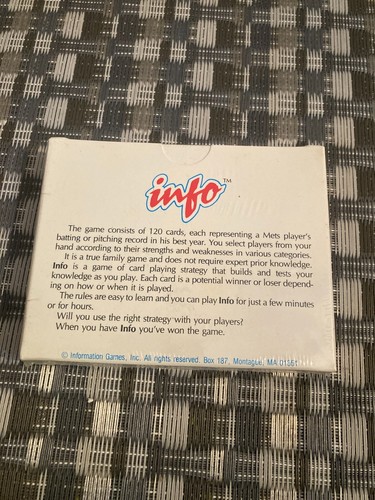 info™
The game consists of 120 cards, each representing a Mets player's
batting or pitching record in his best year. You select players from your
hand according to their strengths and weaknesses in various categories.
It is a true family game and does not require expert prior knowledge.
Info is a game of card playing strategy that builds and tests your
knowledge as you play. Each card is a potential winner or loser depend-
ing on how or when it is played.
The rules are easy to learn and you can play Info for just a few minutes
or for hours.
Will you use the right strategy with your players?
When you have Info you've won the game.
© Information Games, Inc. All rights reserved. Box 187, Montague, MA 01351